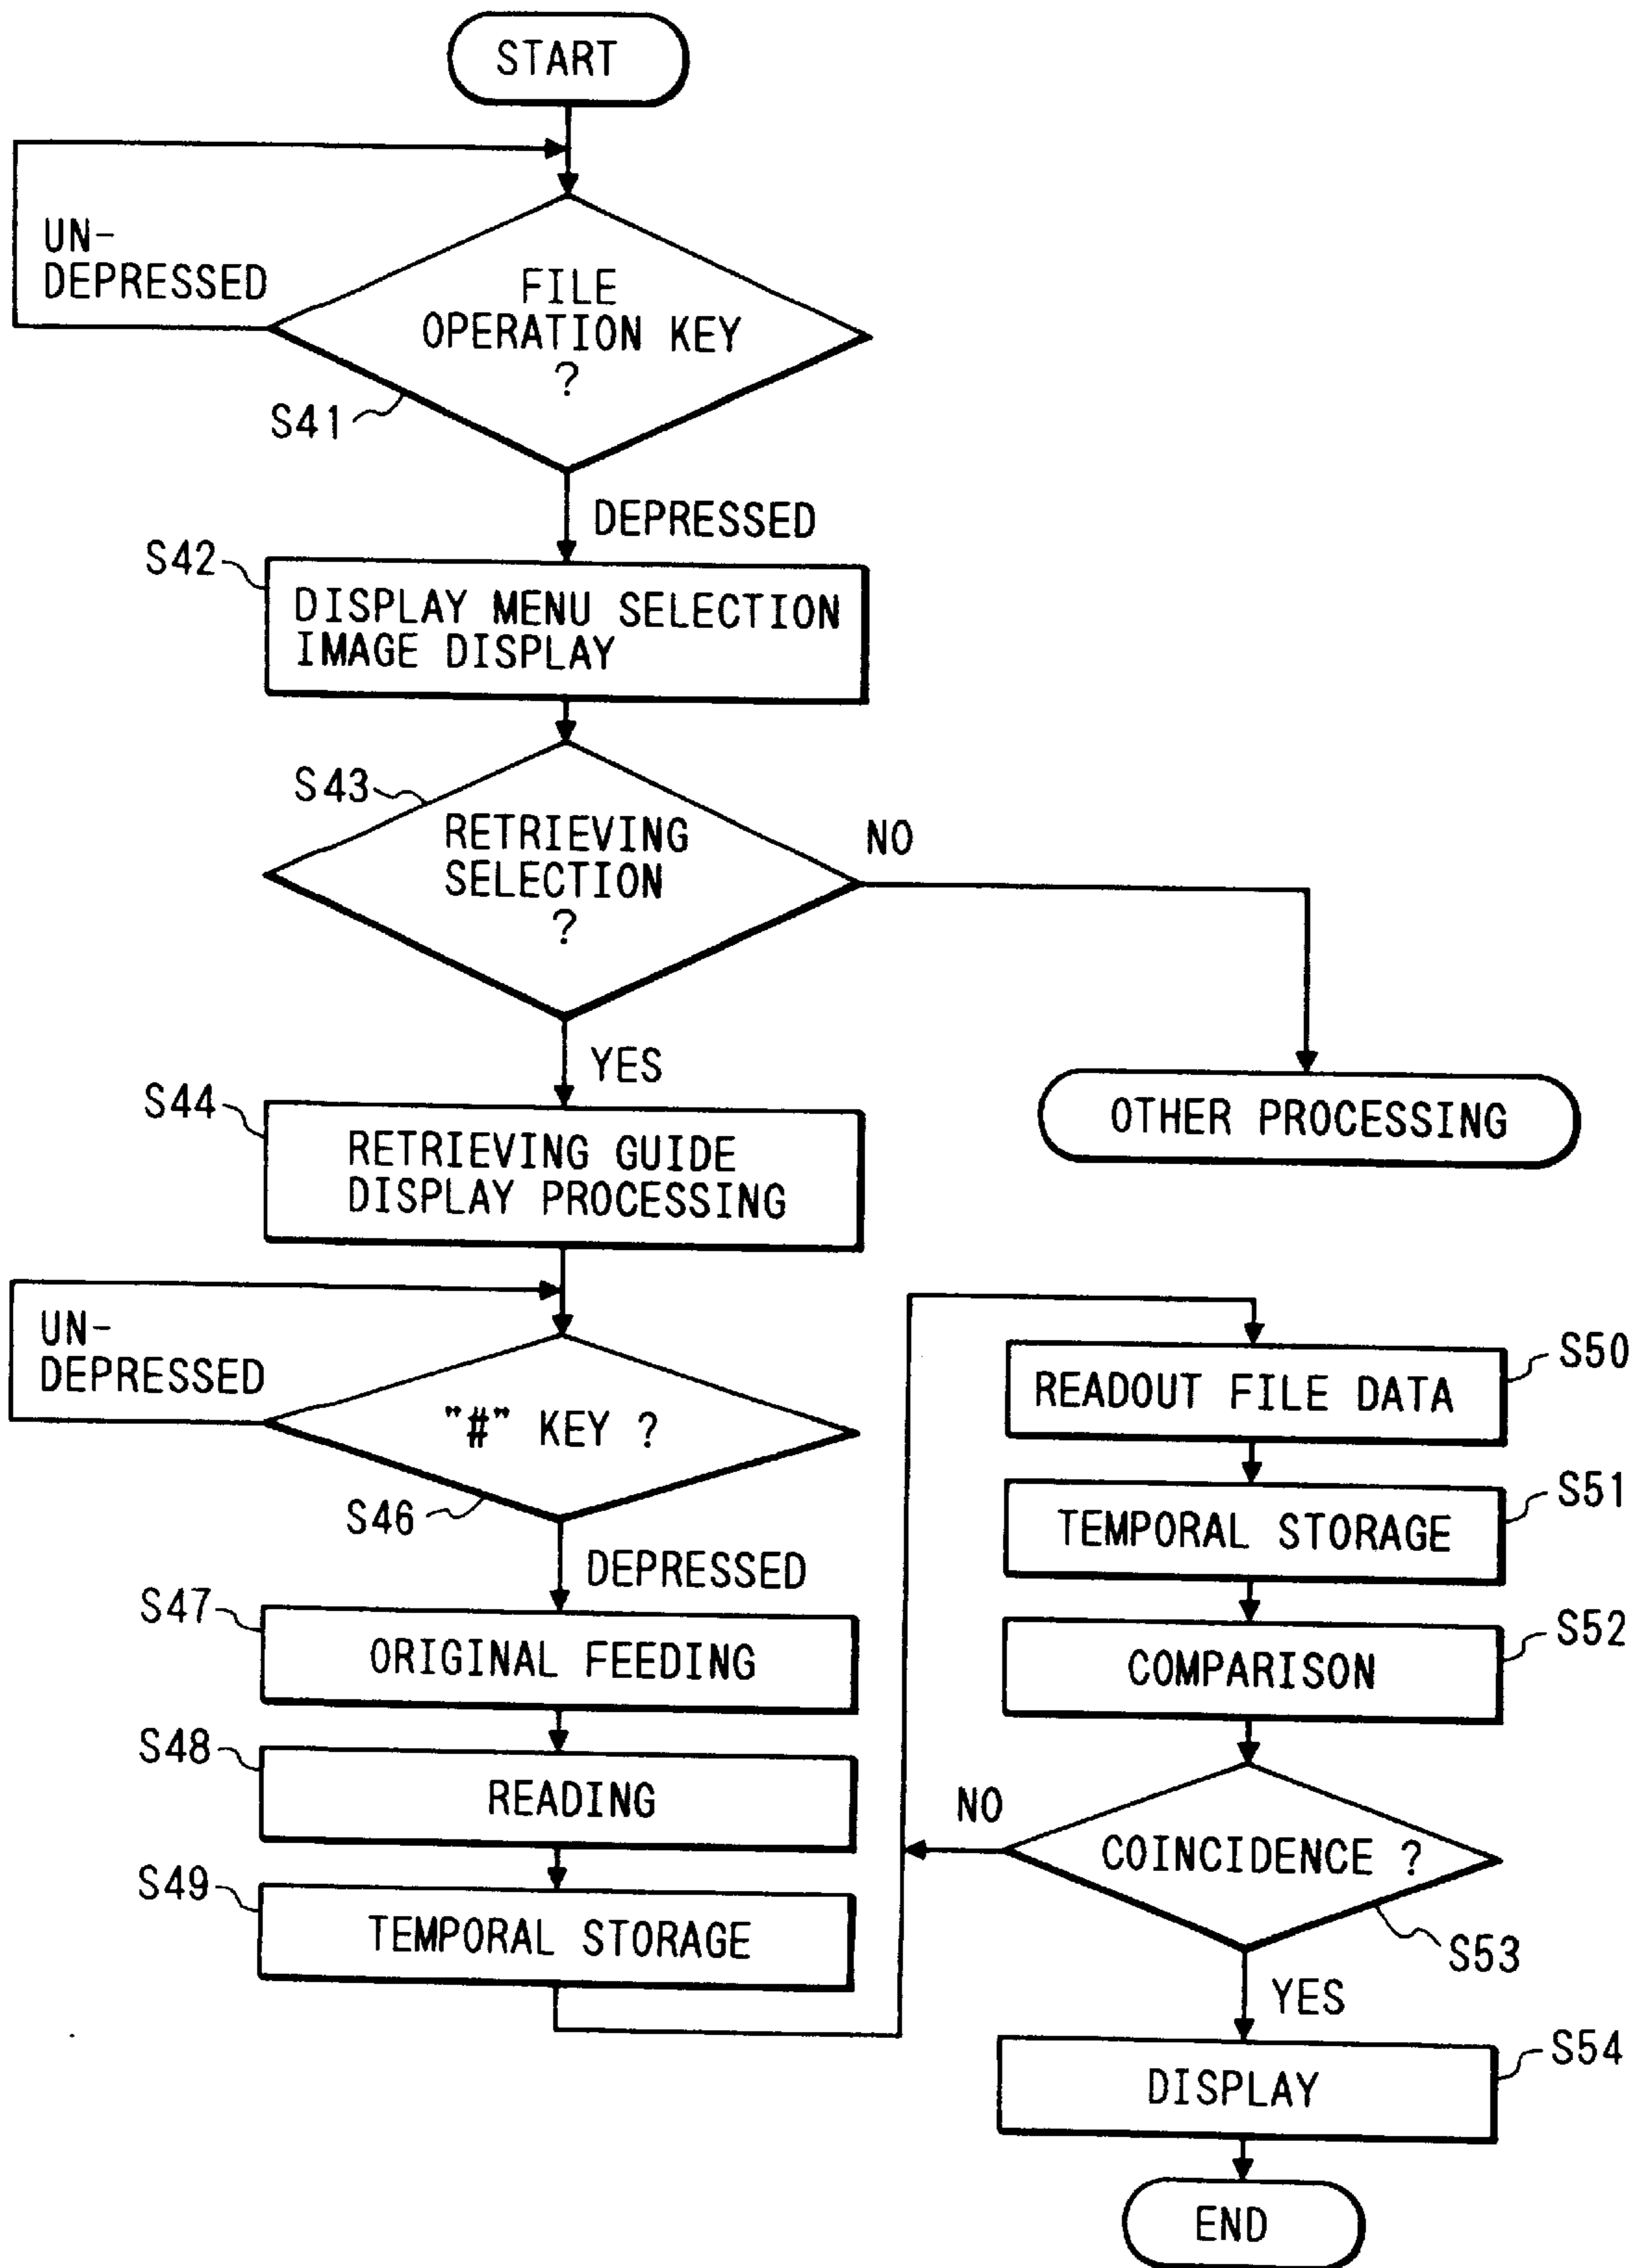 START
UN-
DEPRESSED
FILE
OPERATION KEY
?
S41
DEPRESSED
S42
DISPLAY MENU SELECTION
IMAGE DISPLAY
S43
RETRIEVING
SELECTION
?
NO
YES
OTHER PROCESSING
S44
RETRIEVING GUIDE
DISPLAY PROCESSING
UN-
DEPRESSED
"#" KEY ?
S46
DEPRESSED
S47
ORIGINAL FEEDING
S48
READING
S49
TEMPORAL STORAGE
S50
READOUT FILE DATA
S51
TEMPORAL STORAGE
S52
COMPARISON
NO
COINCIDENCE ?
S53
YES
S54
DISPLAY
END